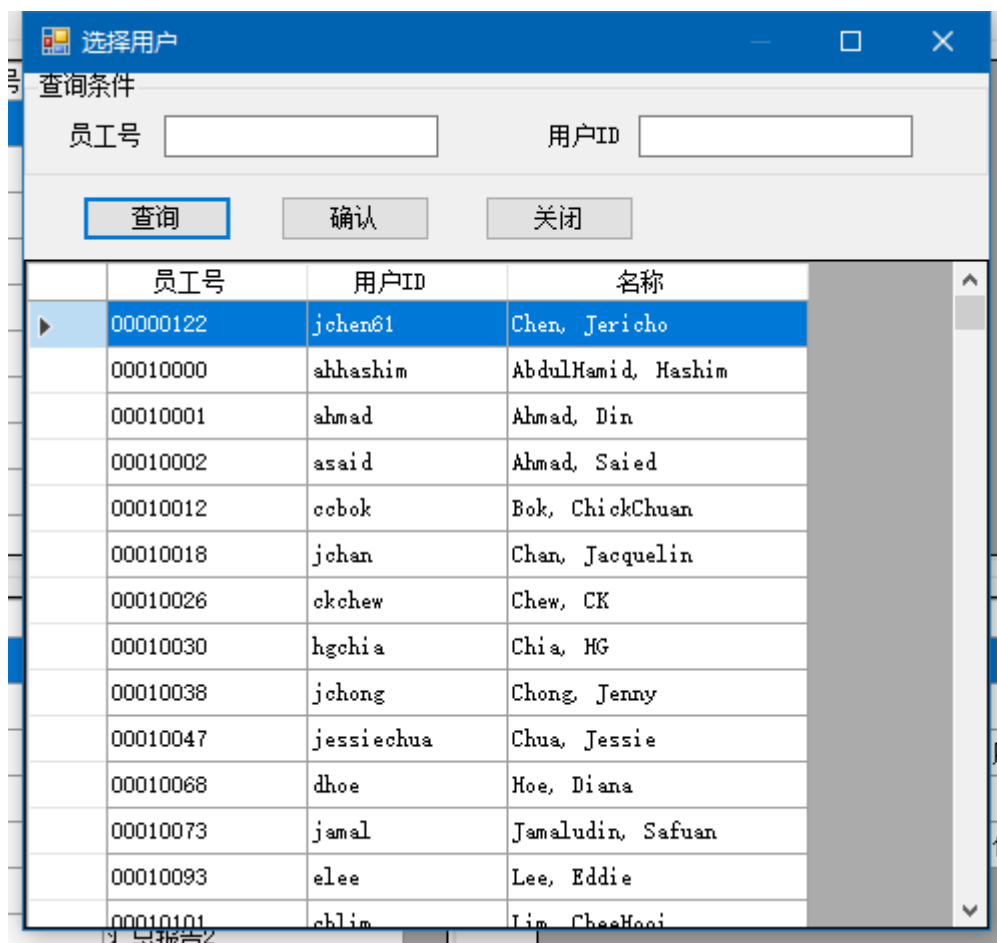 选择用户
查询条件
员工号 用户ID
查询 确认 关闭
员工号 用户ID 名称
00000122 jchen61 Chen, Jericho
00010000 ahhashim AbdulHamid, Hashim
00010001 ahmad Ahmad, Din
00010002 asaid Ahmad, Saied
00010012 ccbok Bok, ChickChuan
00010018 jchan Chan, Jacquelin
00010026 ckchew Chew, CK
00010030 hgchia Chia, HG
00010038 jchong Chong, Jenny
00010047 jessiechua Chua, Jessie
00010068 dhoe Hoe, Diana
00010073 jamal Jamaludin, Safuan
00010093 elee Lee, Eddie
00010101 chlim Lim, CheeHooi